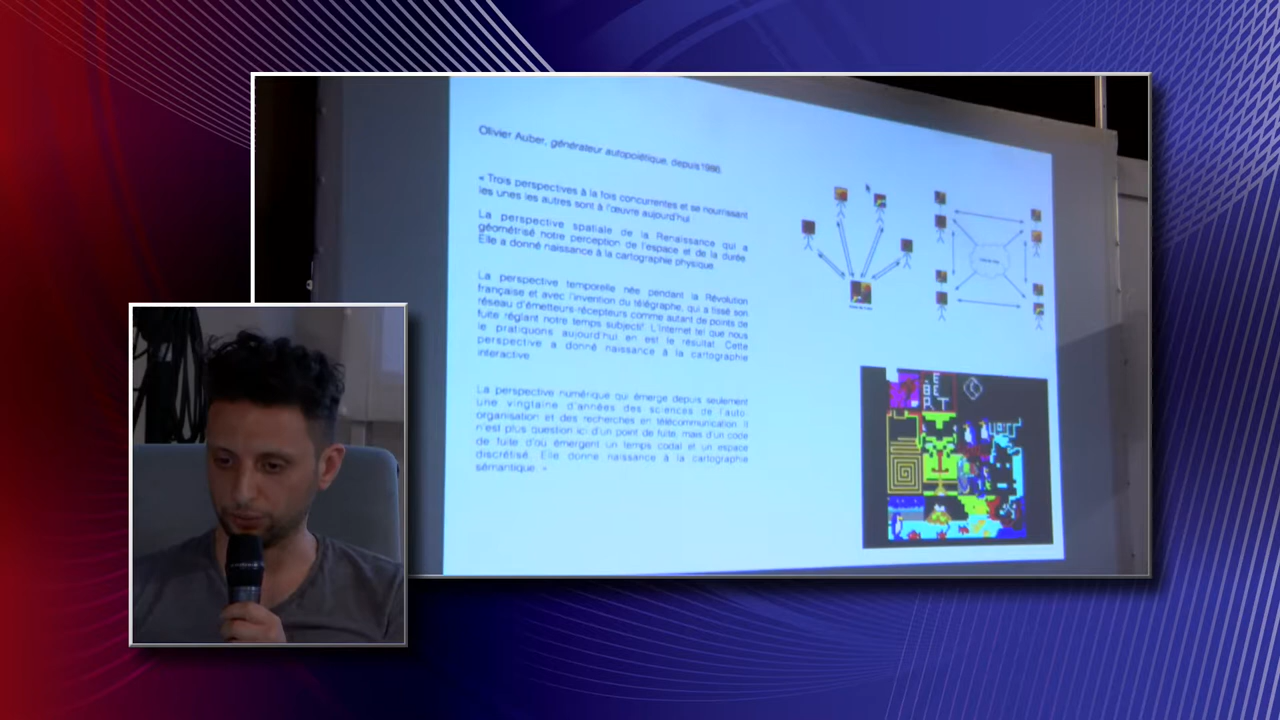 Olivier Auber, générateur autopoiétique, depuis 1986.
« Trois perspectives à la fois concurrentes et se nourrissant
les unes les autres sont à l'œuvre aujourd'hui
La perspective spatiale de la Renaissance qui a
géométrisé notre perception de l'espace et de la durée
Elle a donné naissance à la cartographie physique
La perspective temporelle née pendant la Révolution
française et avec l'invention du télégraphe, qui a tissé son
réseau d'émetteurs-récepteurs comme autant de points de
fuite réglant notre temps subjectif. L'Internet tel que nous
le pratiquons aujourd'hui en est le résultat. Cette
perspective a donné naissance à la cartographie
interactive
La perspective numérique qui émerge depuis seulement
une vingtaine d'années des sciences de l'auto
organisation et des recherches en télécommunication. Il
n'est plus question ici d'un point de fuite, mais d'un code
de fuite d'où émergent un temps codal et un espace
discrétisé. Elle donne naissance à la cartographie
sémantique. »